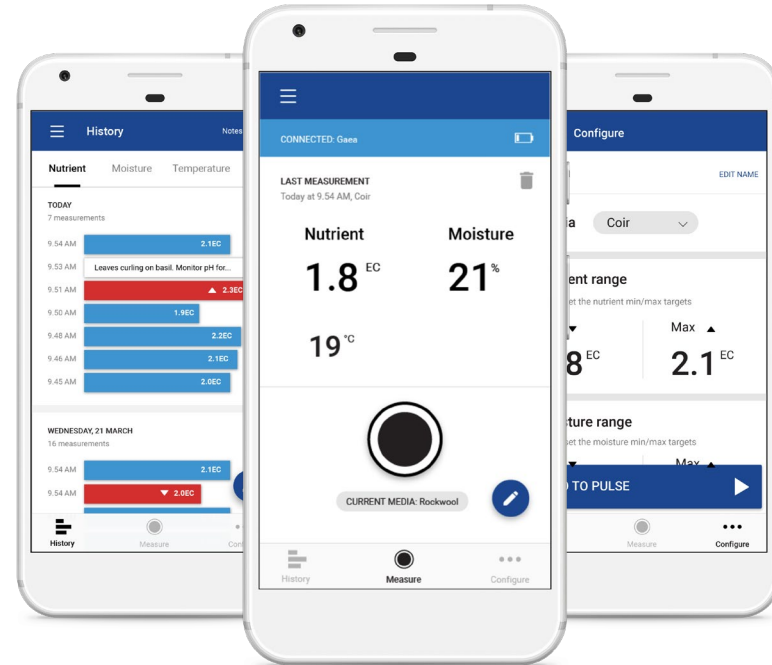 History
Notes
Nutrient Moisture Temperature
TODAY
7 measurements
9.54 AM 2.1EC
9.53 AM Leaves curling on basil. Monitor pH for...
9.51 AM ▲ 2.3EC
9.50 AM 1.9EC
9.48 AM 2.2EC
9.46 AM 2.1EC
9.45 AM 2.0EC
WEDNESDAY, 21 MARCH
16 measurements
9.54 AM 2.1EC
9.54 AM ▼ 2.0EC
History Measure
CONNECTED: Gaea
LAST MEASUREMENT
Today at 9.54 AM, Coir
Nutrient Moisture
1.8 EC 21%
19 °C
CURRENT MEDIA: Rockwool
History Measure Configure
Configure
EDIT NAME
Coir
range
the nutrient min/max targets
Max ▲
8 EC 2.1 EC
range
set the moisture min/max targets
Max ▲
TO PULSE
Measure Configure